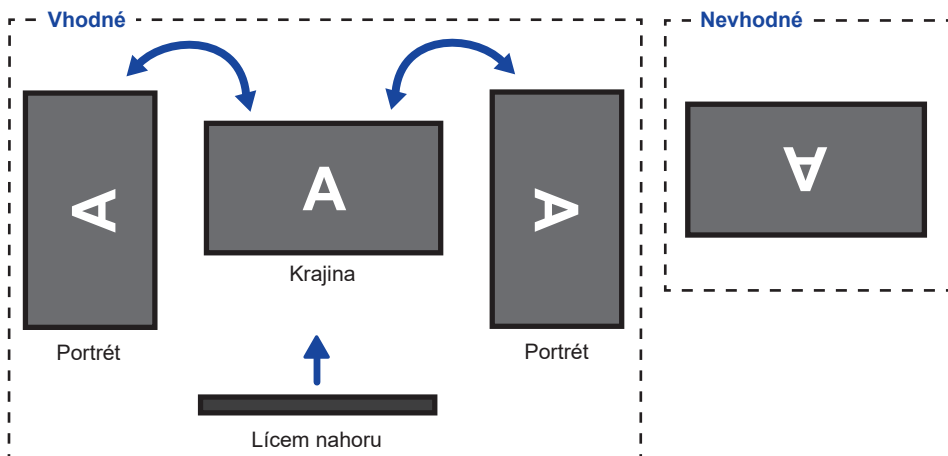 Vhodné
Nevhodné
A
A
A
A
Krajina
Portrét
Portrét
Lícem nahoru